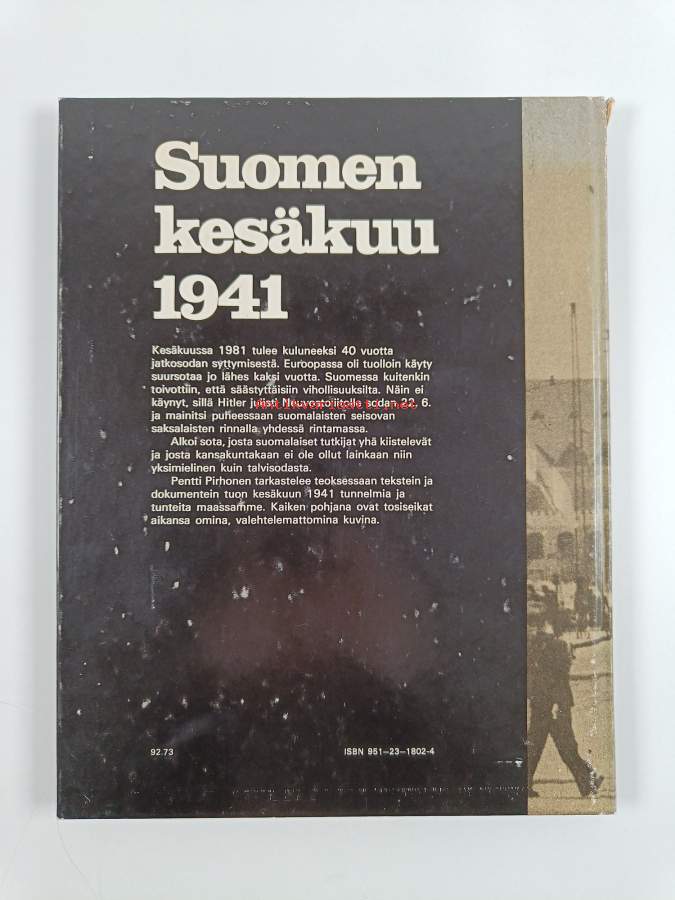 Suomen
kesäkuu
1941
Kesäkuussa 1981 tulee kuluneeksi 40 vuotta
jatkosodan syttymisestä. Euroopassa oli tuolloin käyty
suursotaa jo lähes kaksi vuotta. Suomessa kuitenkin
toivottiin, että säästyttäisiin vihollisuuksilta. Näin ei
käynyt, sillä Hitler julisti Neuvostoliitolle sodan 22. 6.
ja mainitsi puheessaan suomalaisten seisovan
saksalaisten rinnalla yhdessä rintamassa.
Alkoi sota, josta suomalaiset tutkijat yhä kiistelevät
ja josta kansakuntakaan ei ole ollut lainkaan niin
yksimielinen kuin talvisodasta.
Pentti Pirhonen tarkastelee teoksessaan tekstein ja
dokumentein tuon kesäkuun 1941 tunnelmia ja
tunteita maassamme. Kaiken pohjana ovat tosiseikat
aikansa omina, valehtelemattomina kuvina.
92.73 ISBN 951–23–1802-4